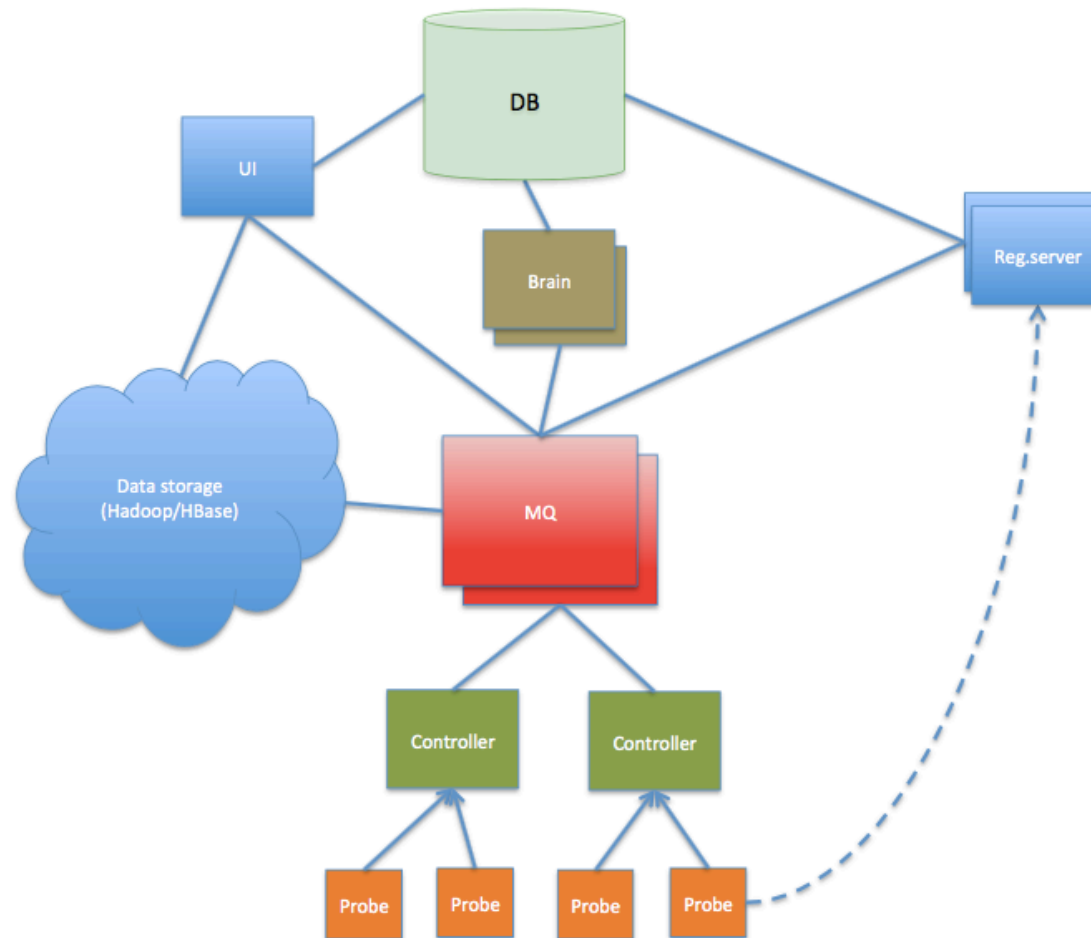 DB
UI
Brain
Reg.server
Data storage
(Hadoop/HBase)
MQ
Controller
Controller
Probe
Probe
Probe
Probe